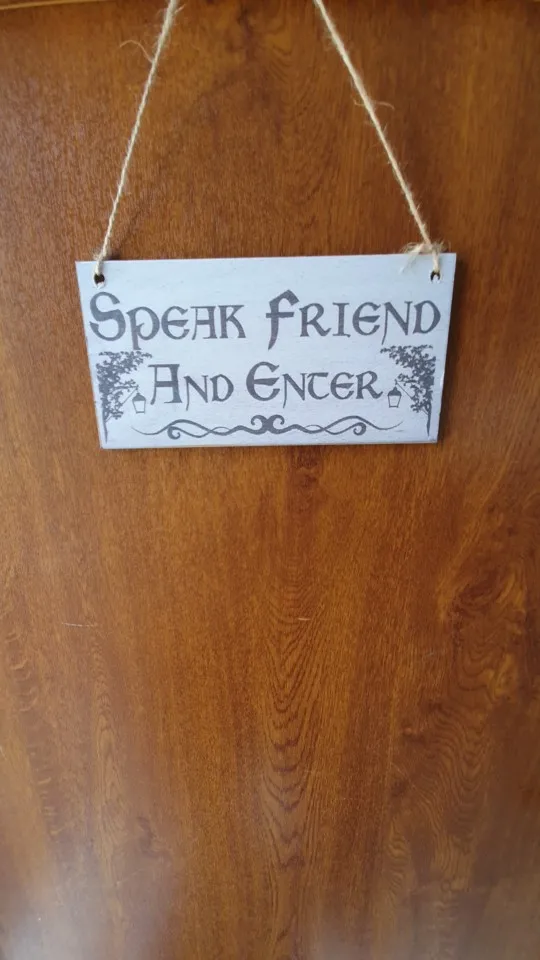 Speak Friend
And Enter